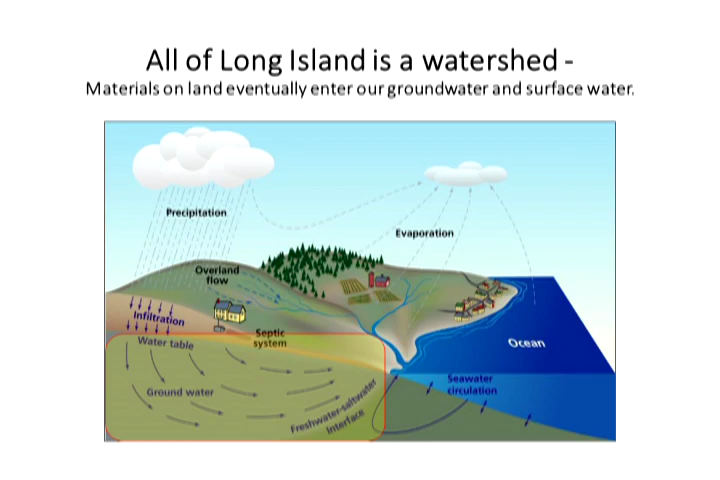 All of Long Island is a watershed -
Materials on land eventually enter our groundwater and surface water.
Precipitation
Evaporation
Overland
flow
Infiltration
Septic
system
Water table
Ocean
Ground water
Seawater
circulation
Freshwater-saltwater
Interface